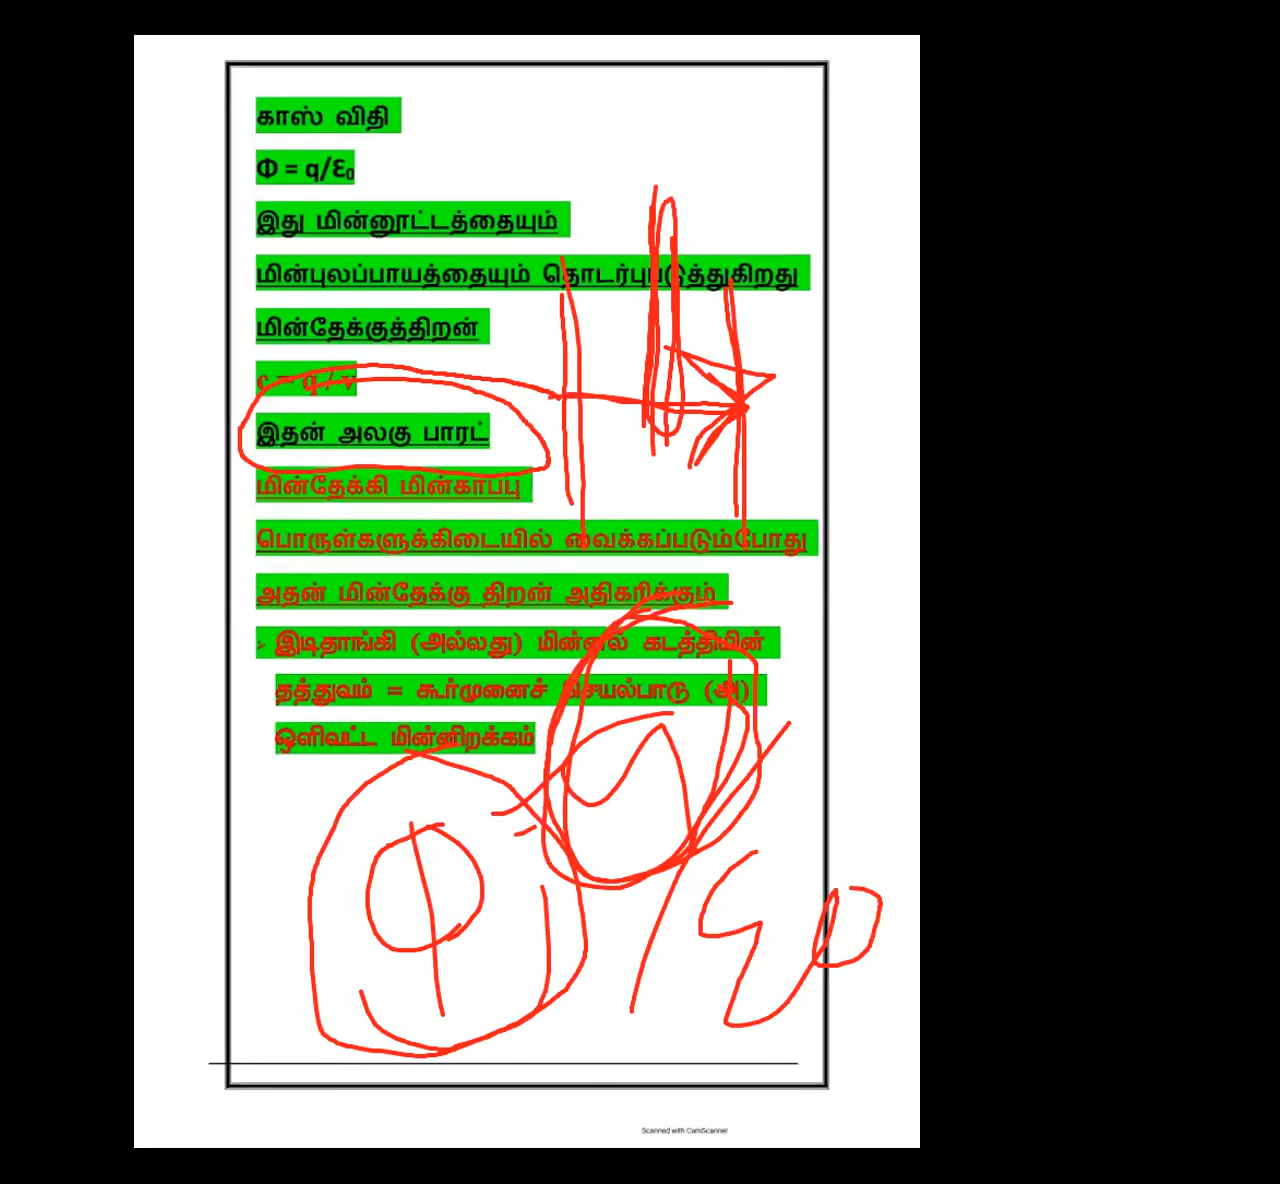 காஸ் விதி
Φ = q/ε₀
இது மின்னூட்டத்தையும்
மின்புலப்பாயத்தையும் தொடர்புபடுத்துகிறது
மின்தேக்குத்திறன்
c = q / v
இதன் அலகு பாரட்
மின்தேக்கி மின்காப்பு
பொருள்களுக்கிடையில் வைக்கப்படும்போது
அதன் மின்தேக்கு திறன் அதிகரிக்கும்
இடிதாங்கி (அல்லது) மின்னல் கடத்தியின்
தத்துவம் = கூர்முனைச் செயல்பாடு (அ)
ஒளிவட்ட மின்னிறக்கம்
Φ = q / ε₀
Scanned with CamScanner